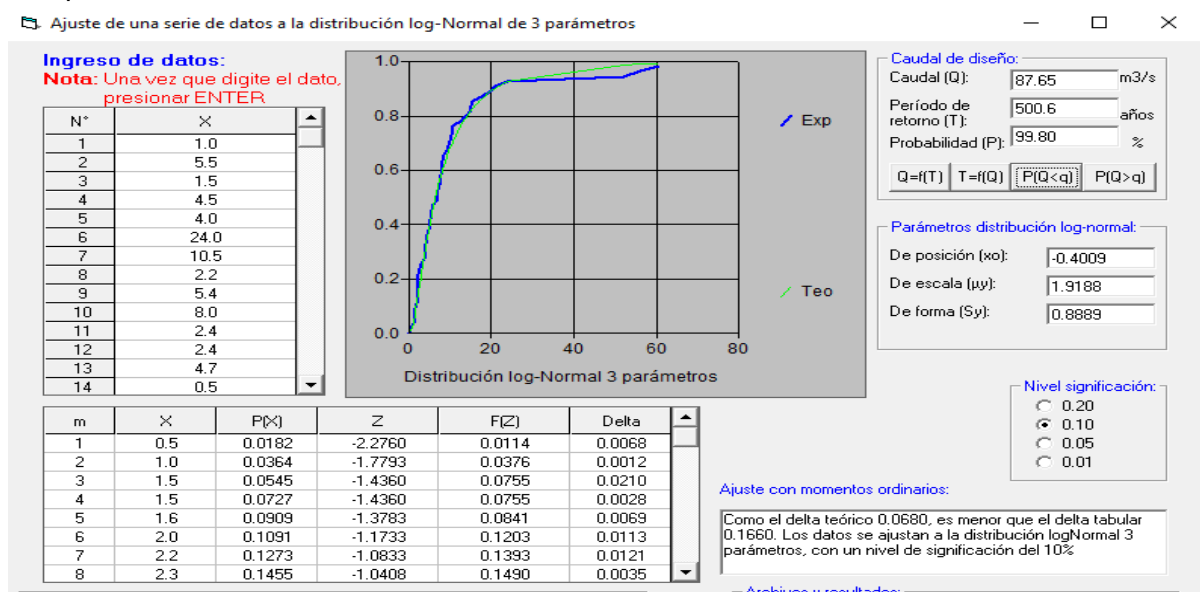 Ajuste de una serie de datos a la distribución log-Normal de 3 parámetros
Ingreso de datos:
Nota: Una vez que digite el dato,
presionar ENTER
N° X
1 1.0
2 5.5
3 1.5
4 4.5
5 4.0
6 24.0
7 10.5
8 2.2
9 5.4
10 8.0
11 2.4
12 2.4
13 4.7
14 0.5
1.0
0.8
0.6
0.4
0.2
0.0
0 20 40 60 80
Exp
Teo
Distribución log-Normal 3 parámetros
Caudal de diseño:
Caudal (Q): 87.65 m3/s
Período de
retorno (T): 500.6 años
Probabilidad (P): 99.80 %
Q=f(T) T=f(Q) P(Q<q) P(Q>q)
Parámetros distribución log-normal:
De posición (xo): -0.4009
De escala (µy): 1.9188
De forma (Sy): 0.8889
Nivel significación:
0.20
0.10
0.05
0.01
m X P(X) Z F(Z) Delta
1 0.5 0.0182 -2.2760 0.0114 0.0068
2 1.0 0.0364 -1.7793 0.0376 0.0012
3 1.5 0.0545 -1.4360 0.0755 0.0210
4 1.5 0.0727 -1.4360 0.0755 0.0028
5 1.6 0.0909 -1.3783 0.0841 0.0069
6 2.0 0.1091 -1.1733 0.1203 0.0113
7 2.2 0.1273 -1.0833 0.1393 0.0121
8 2.3 0.1455 -1.0408 0.1490 0.0035
Ajuste con momentos ordinarios:
Como el delta teórico 0.0680, es menor que el delta tabular
0.1660. Los datos se ajustan a la distribución logNormal 3
parámetros, con un nivel de significación del 10%